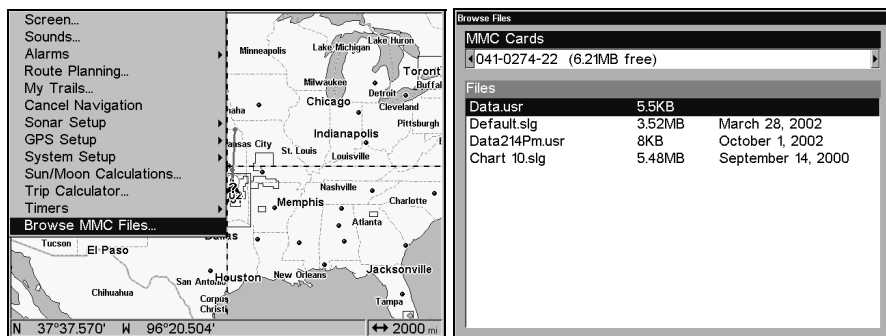 Screen...
Sounds...
Alarms
Route Planning...
My Trails...
Cancel Navigation
Sonar Setup
GPS Setup
System Setup
Sun/Moon Calculations...
Trip Calculator...
Timers
Browse MMC Files...
Minneapolis
Lake Michigan
Lake Huron
Toront
Milwaukee
Buffal
Detroit
Chicago
Cleveland
Pittsburgh
Indianapolis
ansas City
St. Louis
Louisville
Nashville
Memphis
Charlotte
Atlanta
Tucson
El Paso
San Antonio
Houston
New Orleans
Jacksonville
Chihuahua
Corpus
Christi
Tampa
N 37°37.570' W 96°20.504' 2000 mi
Browse Files
MMC Cards
041-0274-22 (6.21MB free)
Files
Data.usr 5.5KB
Default.slg 3.52MB March 28, 2002
Data214Pm.usr 8KB October 1, 2002
Chart 10.slg 5.48MB September 14, 2000